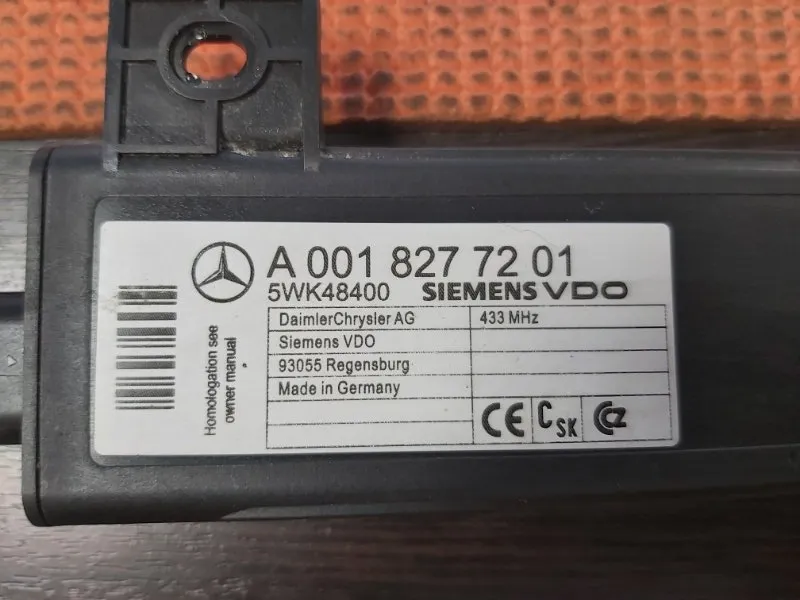 A 001 827 72 01
5WK48400 SIEMENS VDO
DaimlerChrysler AG 433 MHz
Siemens VDO
93055 Regensburg
Made in Germany
Homologation see
owner manual
CE CSK CCZ